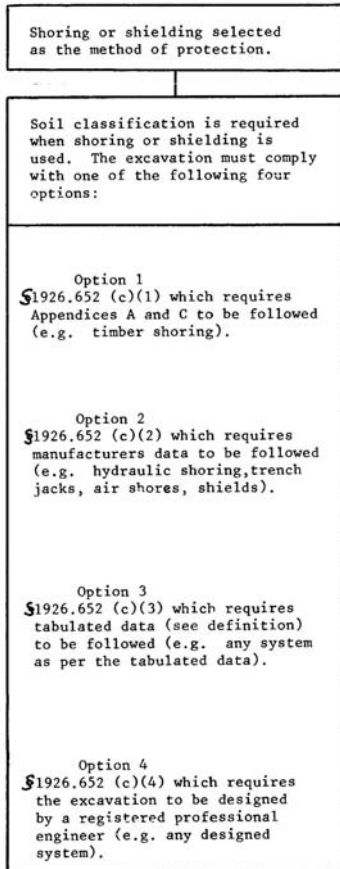 Shoring or shielding selected
as the method of protection.
Soil classification is required
when shoring or shielding is
used. The excavation must comply
with one of the following four
options:
Option 1
§1926.652 (c)(1) which requires
Appendices A and C to be followed
(e.g. timber shoring).
Option 2
§1926.652 (c)(2) which requires
manufacturers data to be followed
(e.g. hydraulic shoring,trench
jacks, air shores, shields).
Option 3
§1926.652 (c)(3) which requires
tabulated data (see definition)
to be followed (e.g. any system
as per the tabulated data).
Option 4
§1926.652 (c)(4) which requires
the excavation to be designed
by a registered professional
engineer (e.g. any designed
system).